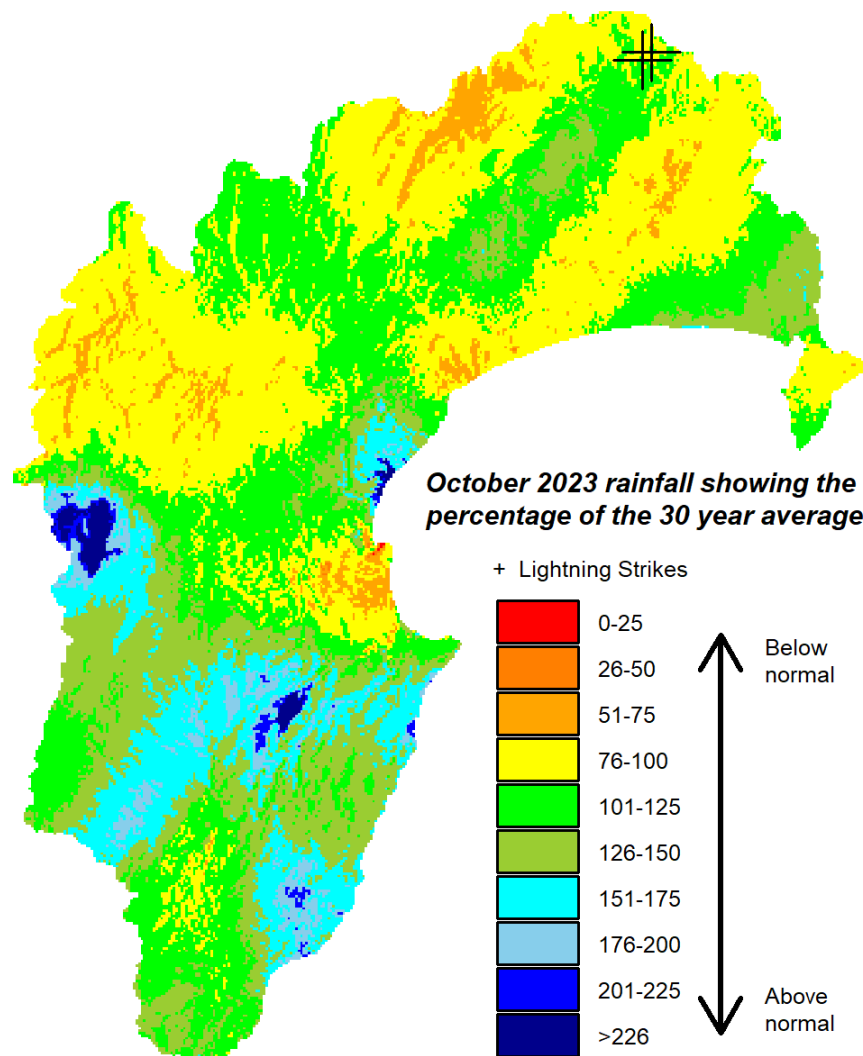 October 2023 rainfall showing the
percentage of the 30 year average
+ Lightning Strikes
0-25
26-50
51-75
76-100
101-125
126-150
151-175
176-200
201-225
>226
Below
normal
Above
normal